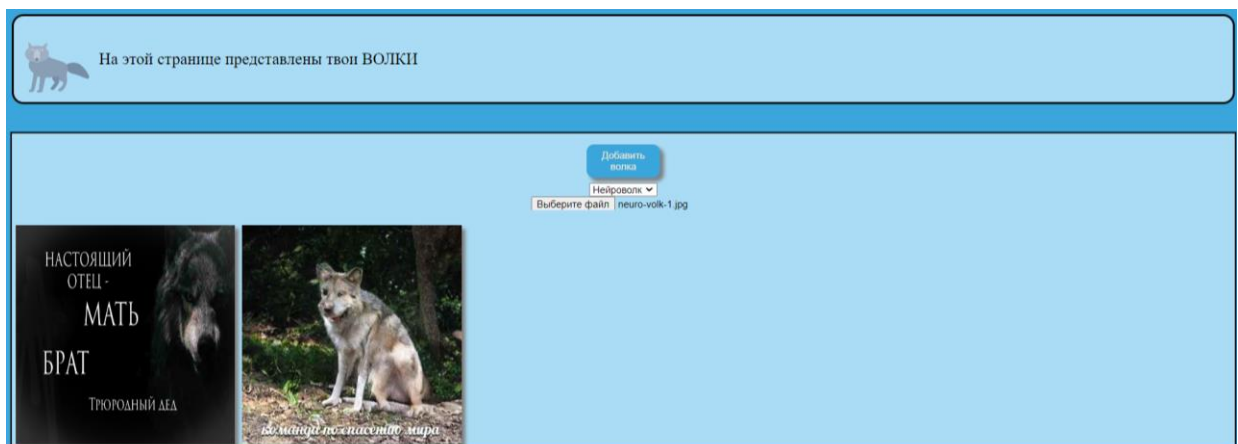 На этой странице представлены твои ВОЛКИ
Добавить
волка
Нейроволк
Выберите файл neuro-volk-1.jpg
НАСТОЯЩИЙ
ОТЕЦ -
МАТЬ
БРАТ
Трюродный дед
команда по спасению мира